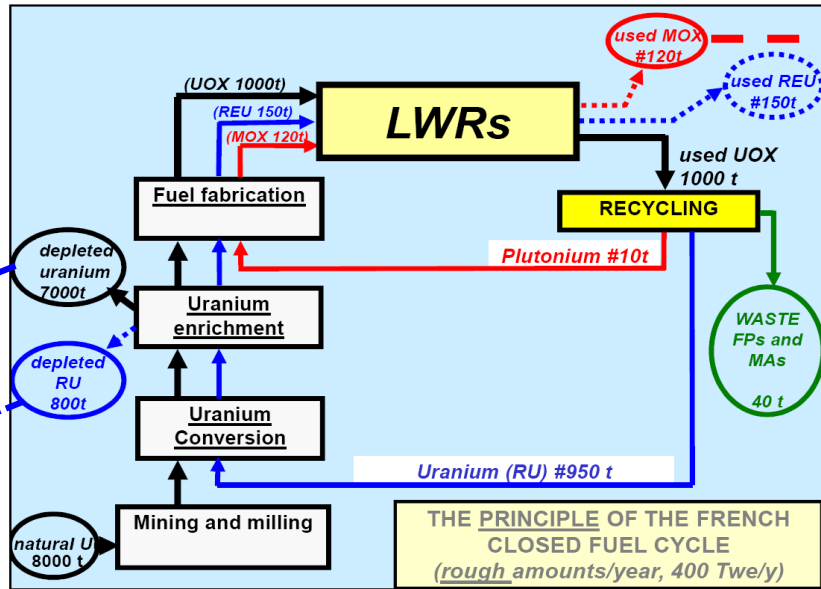 used MOX
#120t
used REU
#150t
(UOX 1000t)
(REU 150t)
(MOX 120t)
LWRs
used UOX
1000 t
Fuel fabrication
RECYCLING
Plutonium #10t
depleted
uranium
7000t
Uranium
enrichment
WASTE
FPs and
MAs
40 t
depleted
RU
800t
Uranium
Conversion
Uranium (RU) #950 t
Mining and milling
natural U
8000 t
THE PRINCIPLE OF THE FRENCH
CLOSED FUEL CYCLE
(rough amounts/year, 400 Twe/y)